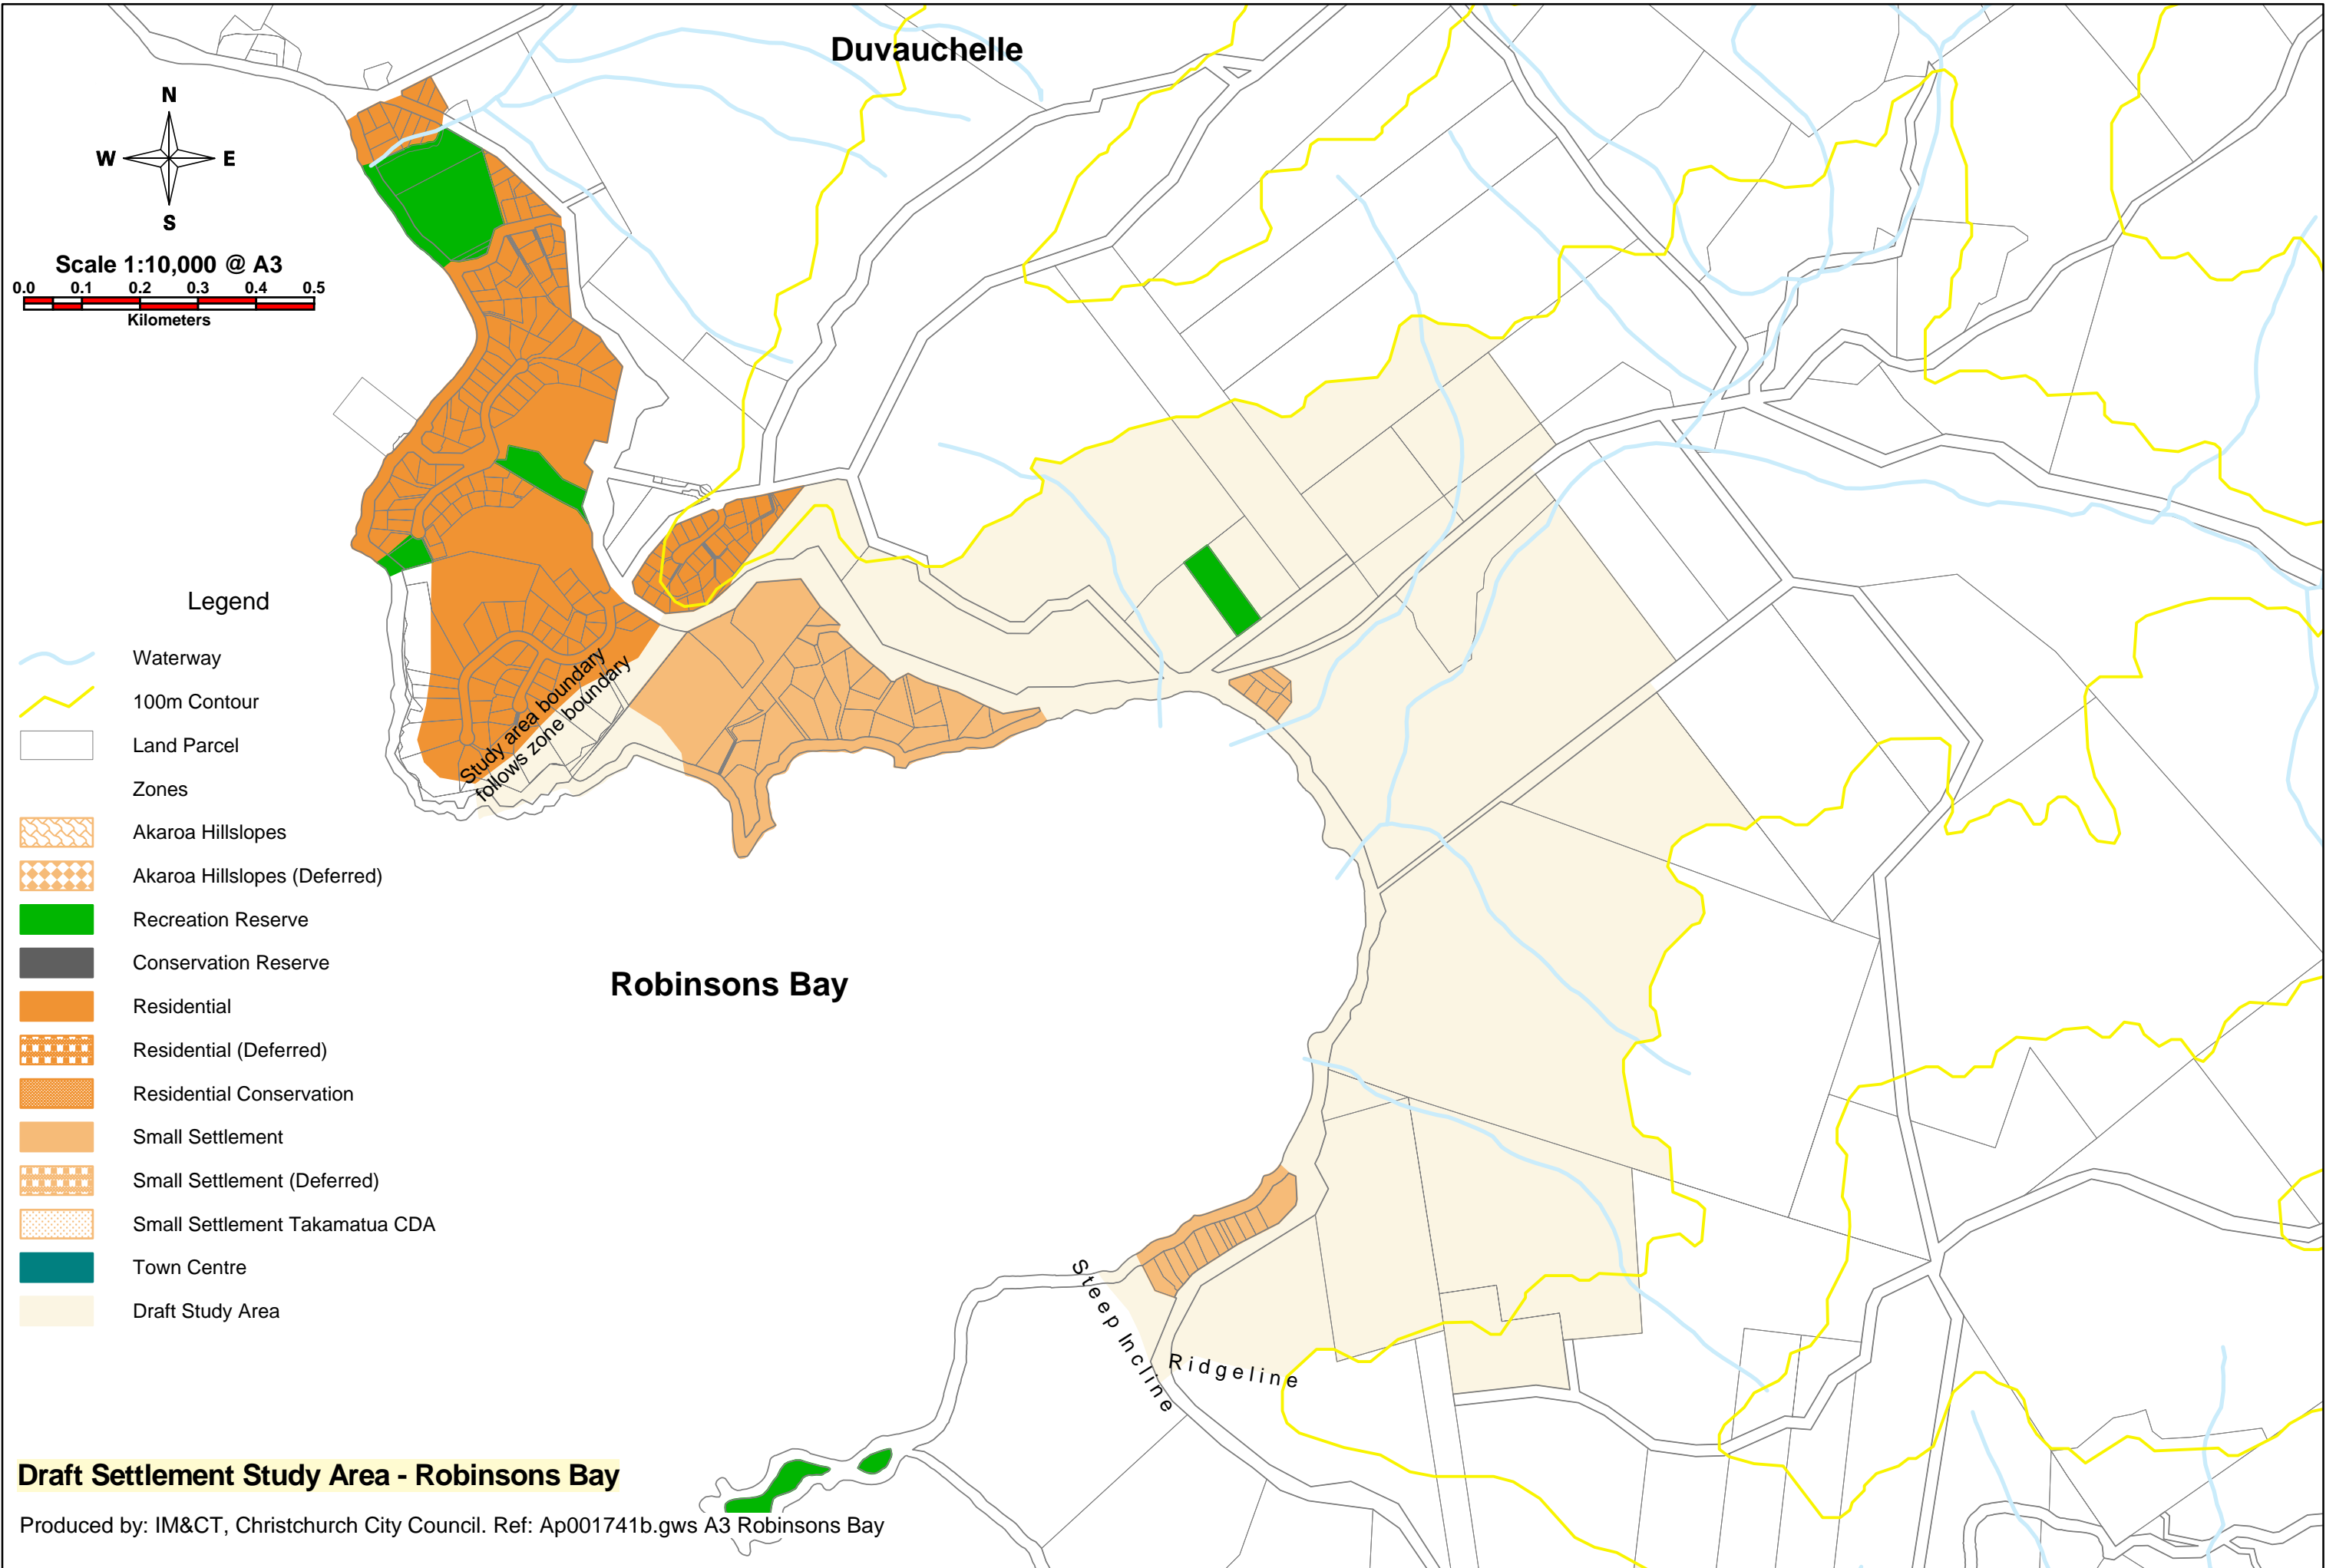 Duvauchelle
N
W E
S
Scale 1:10,000 @ A3
0.0 0.1 0.2 0.3 0.4 0.5
Kilometers
Legend
Waterway
100m Contour
Land Parcel
Zones
Akaroa Hillslopes
Akaroa Hillslopes (Deferred)
Recreation Reserve
Conservation Reserve
Residential
Residential (Deferred)
Residential Conservation
Small Settlement
Small Settlement (Deferred)
Small Settlement Takamatua CDA
Town Centre
Draft Study Area
Study area boundary
follows zone boundary
Robinsons Bay
Steep Incline
Ridgeline
Draft Settlement Study Area - Robinsons Bay
Produced by: IM&CT, Christchurch City Council. Ref: Ap001741b.gws A3 Robinsons Bay